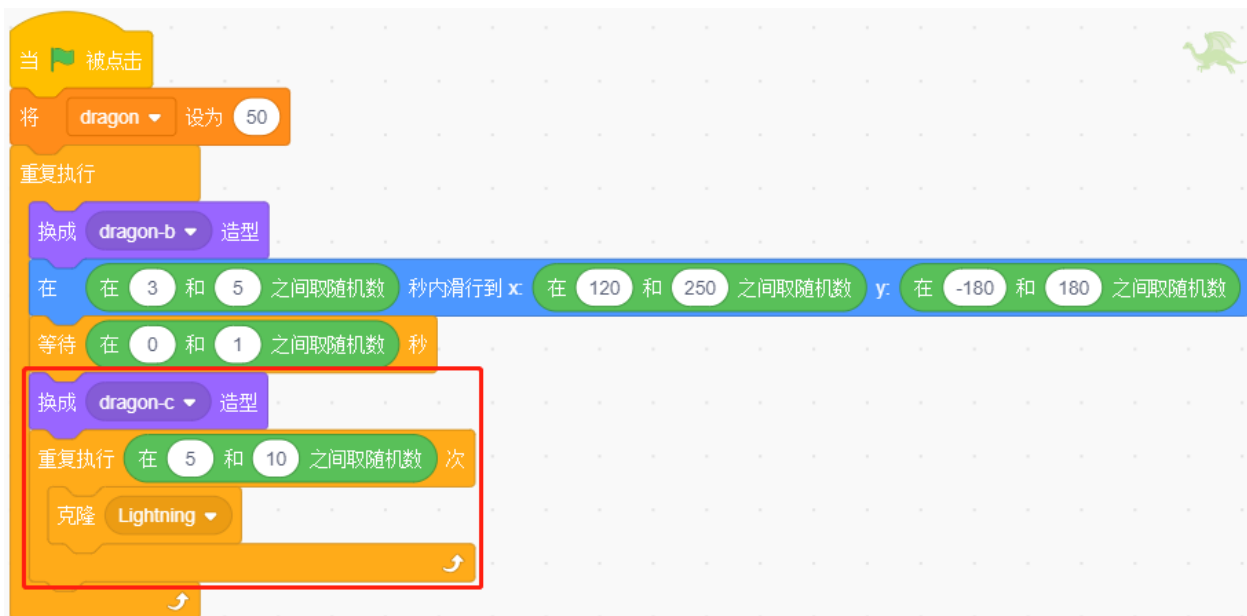 当 被点击
将 dragon 设为 50
重复执行
换成 dragon-b 造型
在 在 3 和 5 之间取随机数 秒内滑行到 x: 在 120 和 250 之间取随机数 y: 在 -180 和 180 之间取随机数
等待 在 0 和 1 之间取随机数 秒
换成 dragon-c 造型
重复执行 在 5 和 10 之间取随机数 次
克隆 Lightning